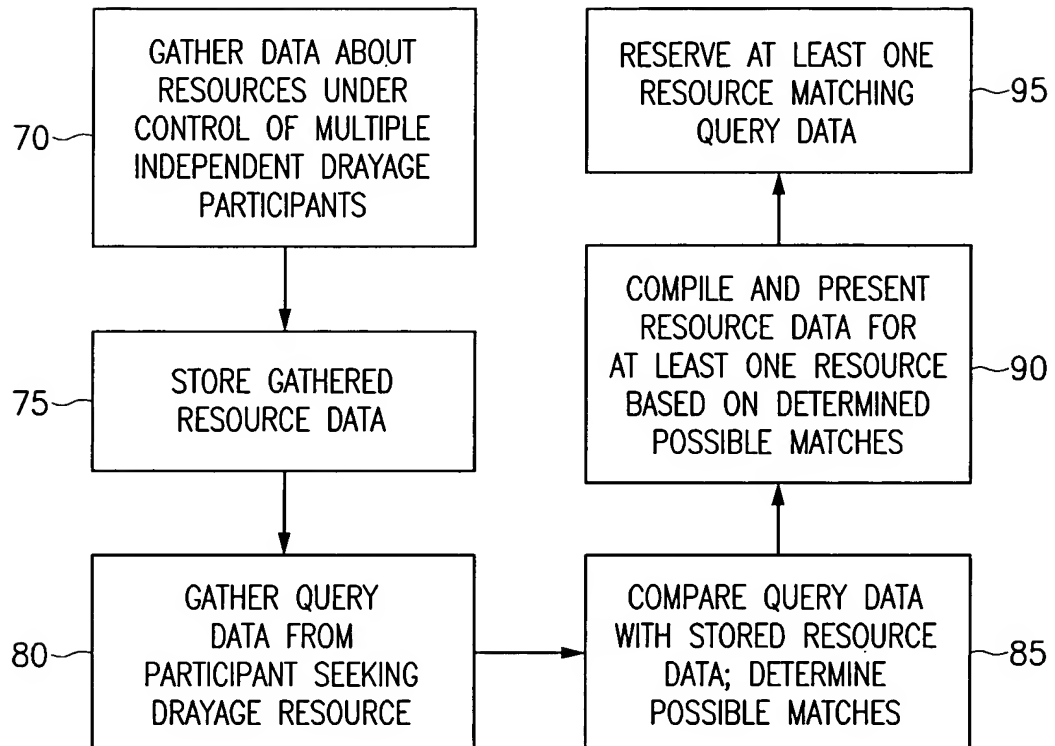 70
GATHER DATA ABOUT
RESOURCES UNDER
CONTROL OF MULTIPLE
INDEPENDENT DRAYAGE
PARTICIPANTS
75
STORE GATHERED
RESOURCE DATA
80
GATHER QUERY
DATA FROM
PARTICIPANT SEEKING
DRAYAGE RESOURCE
COMPARE QUERY DATA
WITH STORED RESOURCE
DATA; DETERMINE
POSSIBLE MATCHES
85
COMPILE AND PRESENT
RESOURCE DATA FOR
AT LEAST ONE RESOURCE
BASED ON DETERMINED
POSSIBLE MATCHES
90
RESERVE AT LEAST ONE
RESOURCE MATCHING
QUERY DATA
95